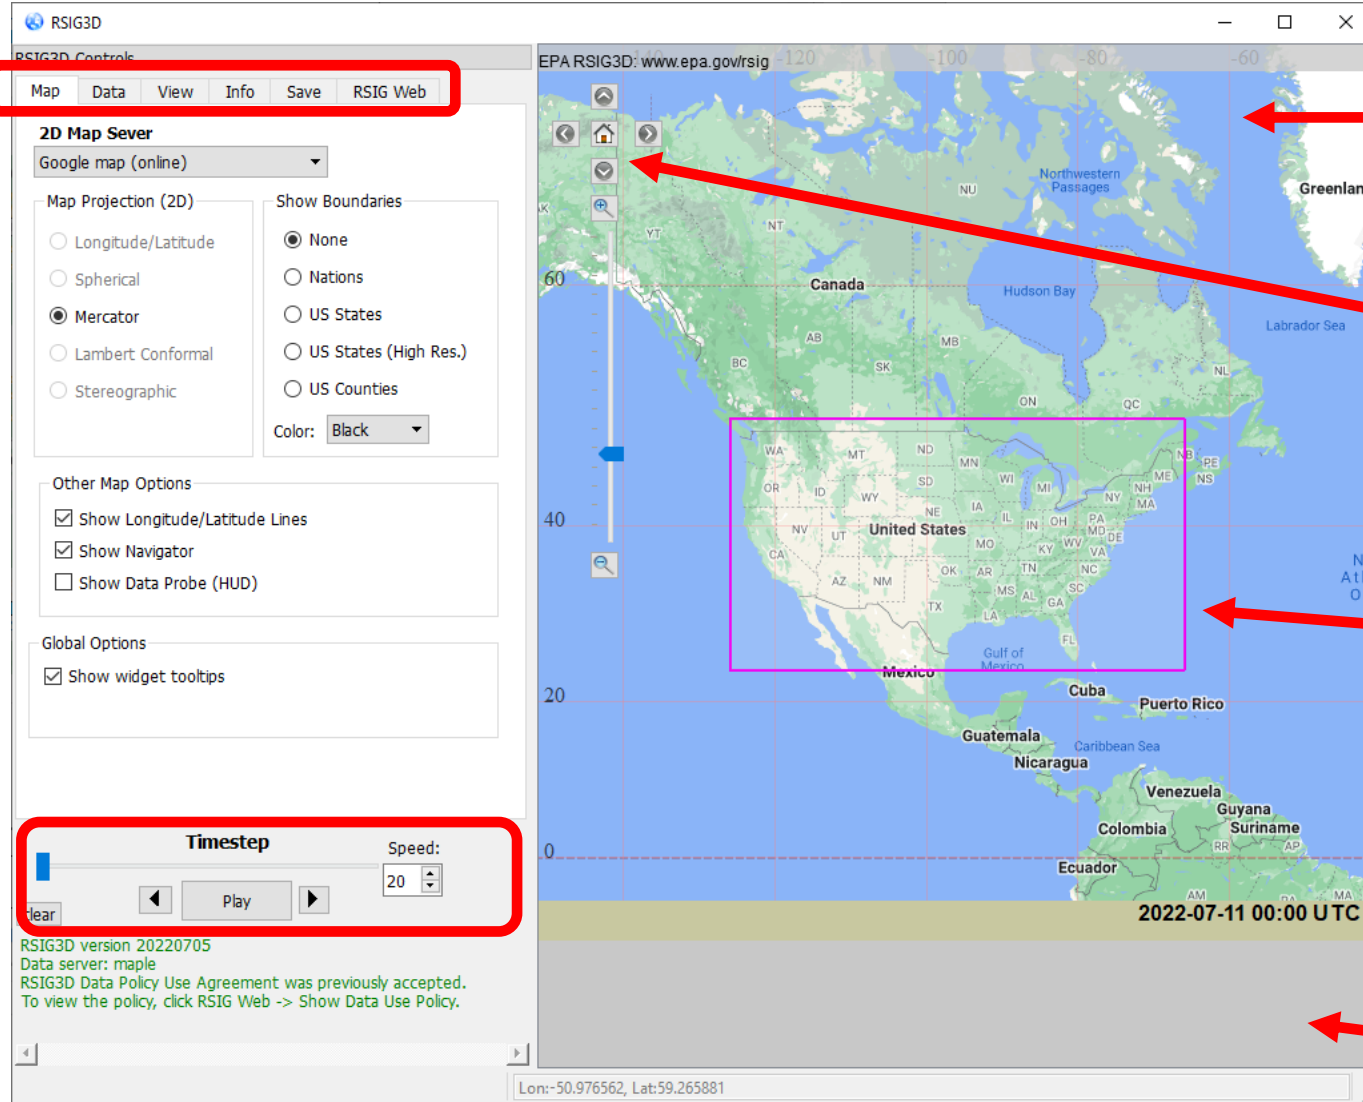 RSIG3D
RSIG3D Controls
Map Data View Info Save RSIG Web
2D Map Sever
Google map (online)
Map Projection (2D)
Longitude/Latitude
Spherical
Mercator
Lambert Conformal
Stereographic
Show Boundaries
None
Nations
US States
US States (High Res.)
US Counties
Color: Black
Other Map Options
Show Longitude/Latitude Lines
Show Navigator
Show Data Probe (HUD)
Global Options
Show widget tooltips
Timestep
Speed:
20
Play
clear
RSIG3D version 20220705
Data server: maple
RSIG3D Data Policy Use Agreement was previously accepted.
To view the policy, click RSIG Web -> Show Data Use Policy.
EPA RSIG3D: www.epa.gov/rsig
-140 -120 -100 -80 -60
Northwestern
Passages
NU
Greenlan
NT
YT
60
Canada
Hudson Bay
Labrador Sea
AB
MB
BC
SK
NL
ON
QC
WA
MT
ND
MN
NB
PE
OR
ID
WY
SD
WI
MI
NY
NH
ME
NS
MA
40
NV
UT
United States
NE
IA
IL
IN
OH
PA
MD
DE
CA
MO
KY
WV
VA
AZ
NM
OK
AR
TN
NC
TX
MS
AL
GA
SC
LA
FL
N
Atl
O
Gulf of
Mexico
Mexico
20
Cuba
Puerto Rico
Guatemala
Caribbean Sea
Nicaragua
Venezuela
Guyana
Colombia
Suriname
0
RR
AP
Ecuador
AM
PA
MA
2022-07-11 00:00 UTC
Lon:-50.976562, Lat:59.265881